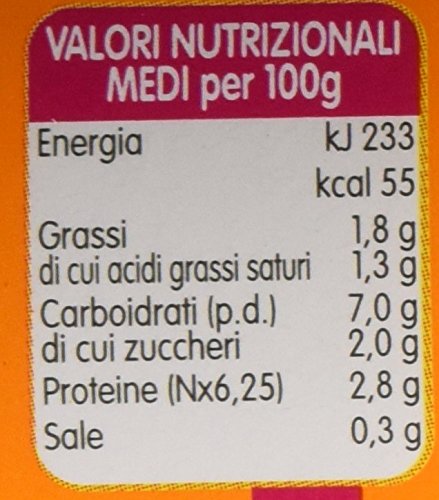 VALORI NUTRIZIONALI
MEDI per 100g
Energia kJ 233
kcal 55
Grassi 1,8 g
di cui acidi grassi saturi 1,3 g
Carboidrati (p.d.) 7,0 g
di cui zuccheri 2,0 g
Proteine (Nx6,25) 2,8 g
Sale 0,3 g